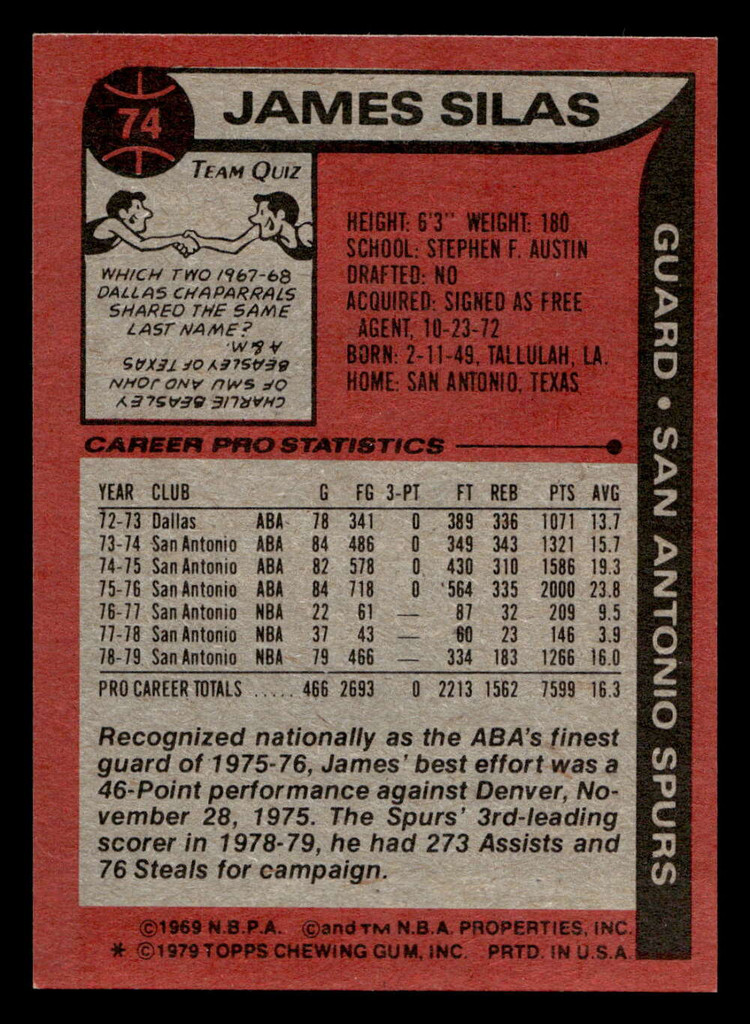 74
JAMES SILAS
TEAM QUIZ
WHICH TWO 1967-68
DALLAS CHAPARRALS
SHARED THE SAME
LAST NAME?
CHARLIE BEASLEY
OF SMU AND JOHN
BEASLEY OF TEXAS
A & M.
HEIGHT: 6'3" WEIGHT: 180
SCHOOL: STEPHEN F. AUSTIN
DRAFTED: NO
ACQUIRED: SIGNED AS FREE
AGENT, 10-23-72
BORN: 2-11-49, TALLULAH, LA.
HOME: SAN ANTONIO, TEXAS
GUARD • SAN ANTONIO SPURS
CAREER PRO STATISTICS
YEAR CLUB G FG 3-PT FT REB PTS AVG
72-73 Dallas ABA 78 341 0 389 336 1071 13.7
73-74 San Antonio ABA 84 486 0 349 343 1321 15.7
74-75 San Antonio ABA 82 578 0 430 310 1586 19.3
75-76 San Antonio ABA 84 718 0 564 335 2000 23.8
76-77 San Antonio NBA 22 61 — 87 32 209 9.5
77-78 San Antonio NBA 37 43 — 60 23 146 3.9
78-79 San Antonio NBA 79 466 — 334 183 1266 16.0
PRO CAREER TOTALS ..... 466 2693 0 2213 1562 7599 16.3
Recognized nationally as the ABA's finest
guard of 1975-76, James' best effort was a
46-Point performance against Denver, No-
vember 28, 1975. The Spurs' 3rd-leading
scorer in 1978-79, he had 273 Assists and
76 Steals for campaign.
©1969 N.B.P.A. ©and TM N.B.A. PROPERTIES, INC.
* ©1979 TOPPS CHEWING GUM, INC. PRTD. IN U.S.A.